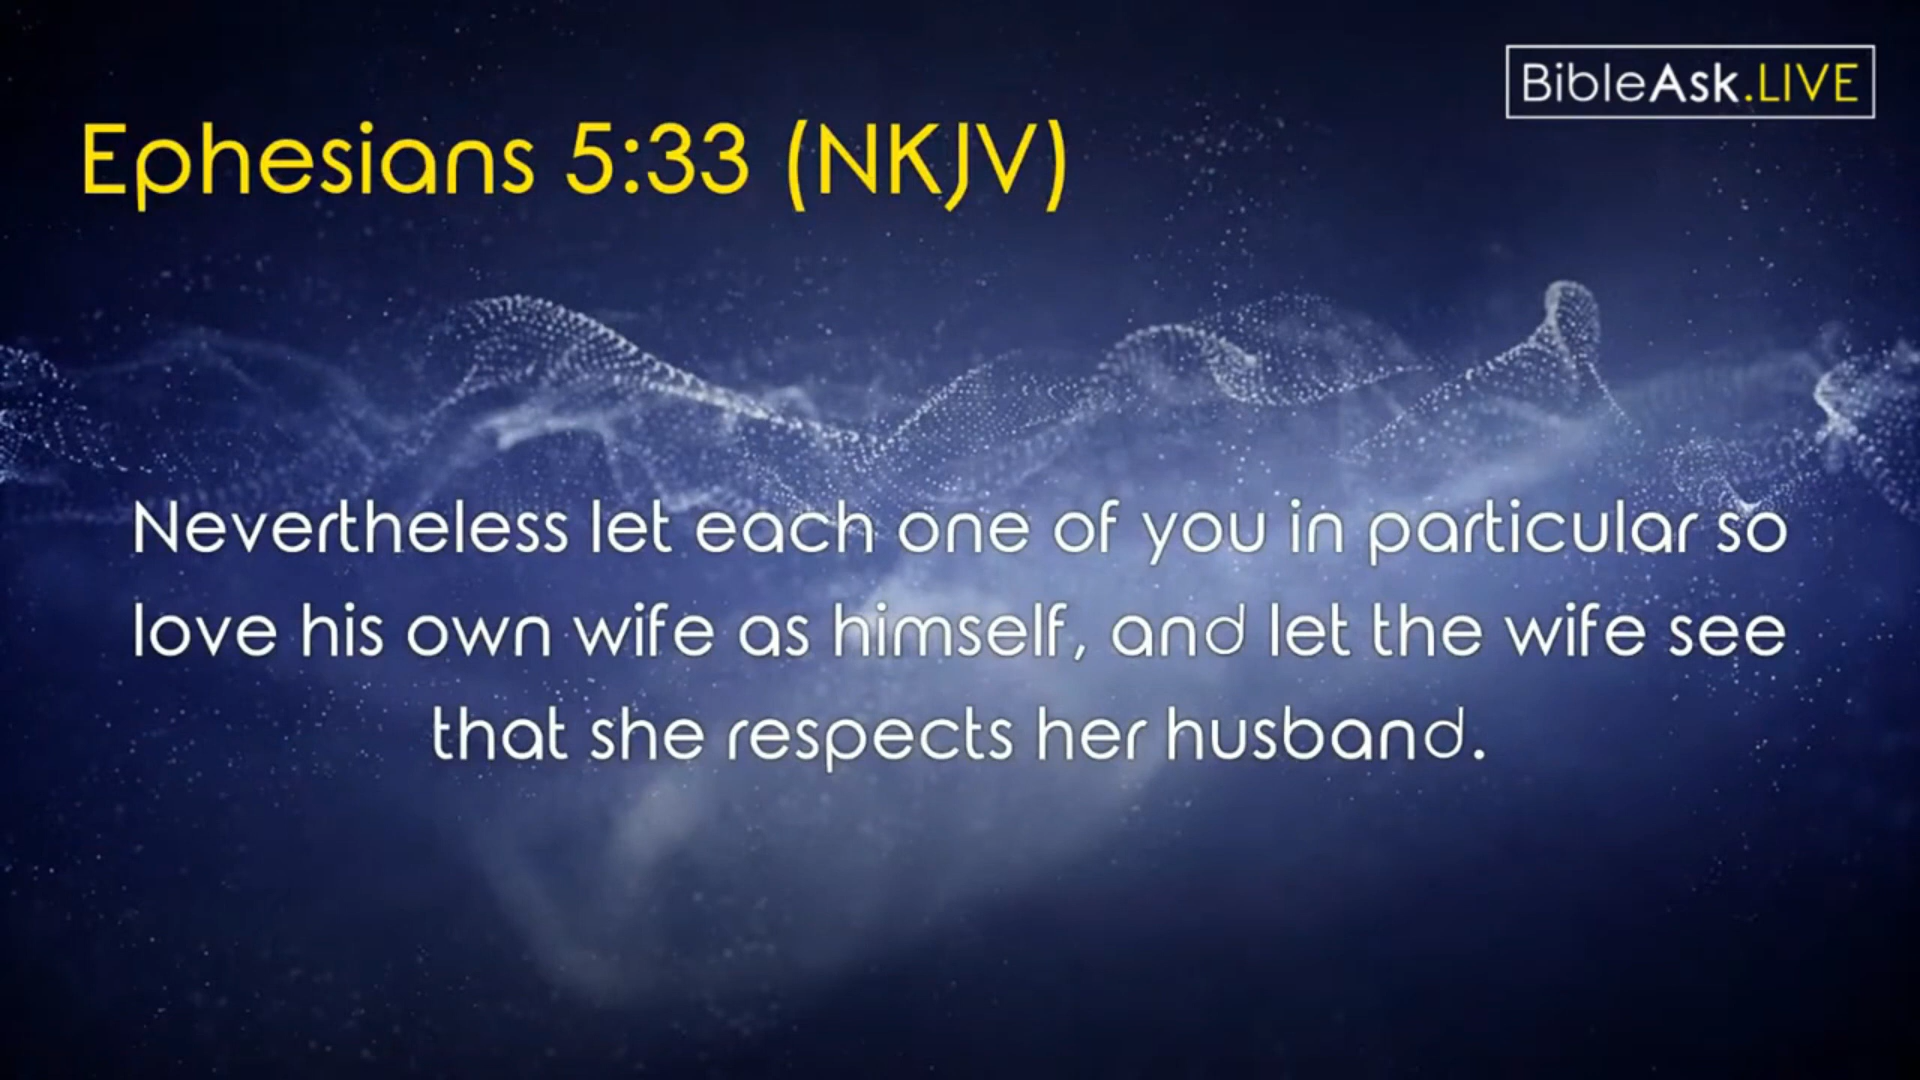 BibleAsk.LIVE
Ephesians 5:33 (NKJV)
Nevertheless let each one of you in particular so
love his own wife as himself, and let the wife see
that she respects her husband.